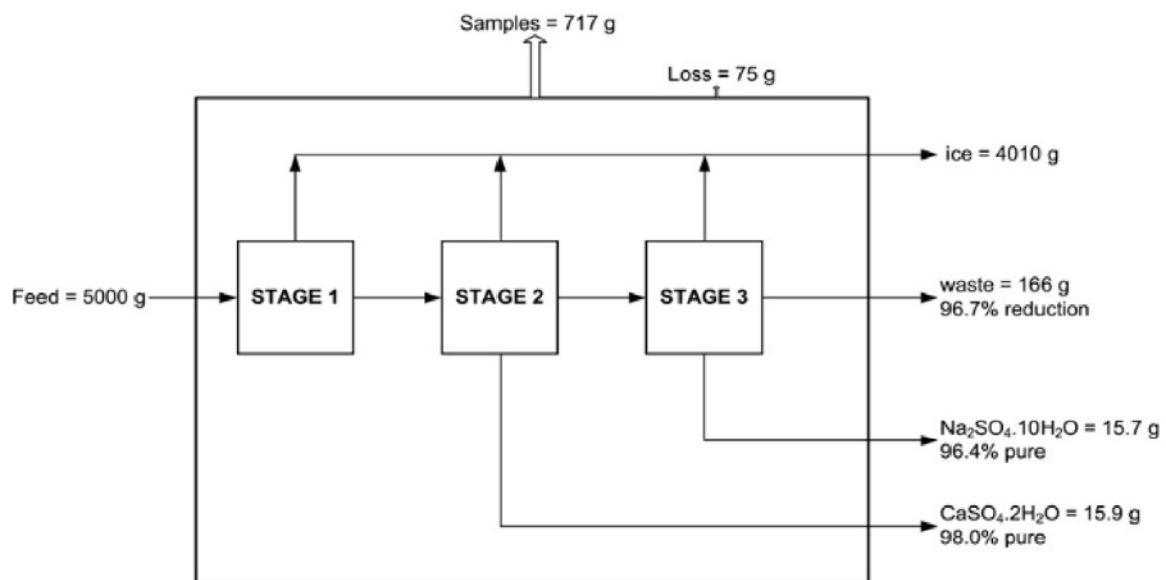 Samples = 717 g
Loss = 75 g
ice = 4010 g
Feed = 5000 g
STAGE 1
STAGE 2
STAGE 3
waste = 166 g
96.7% reduction
Na₂SO₄.10H₂O = 15.7 g
96.4% pure
CaSO₄.2H₂O = 15.9 g
98.0% pure